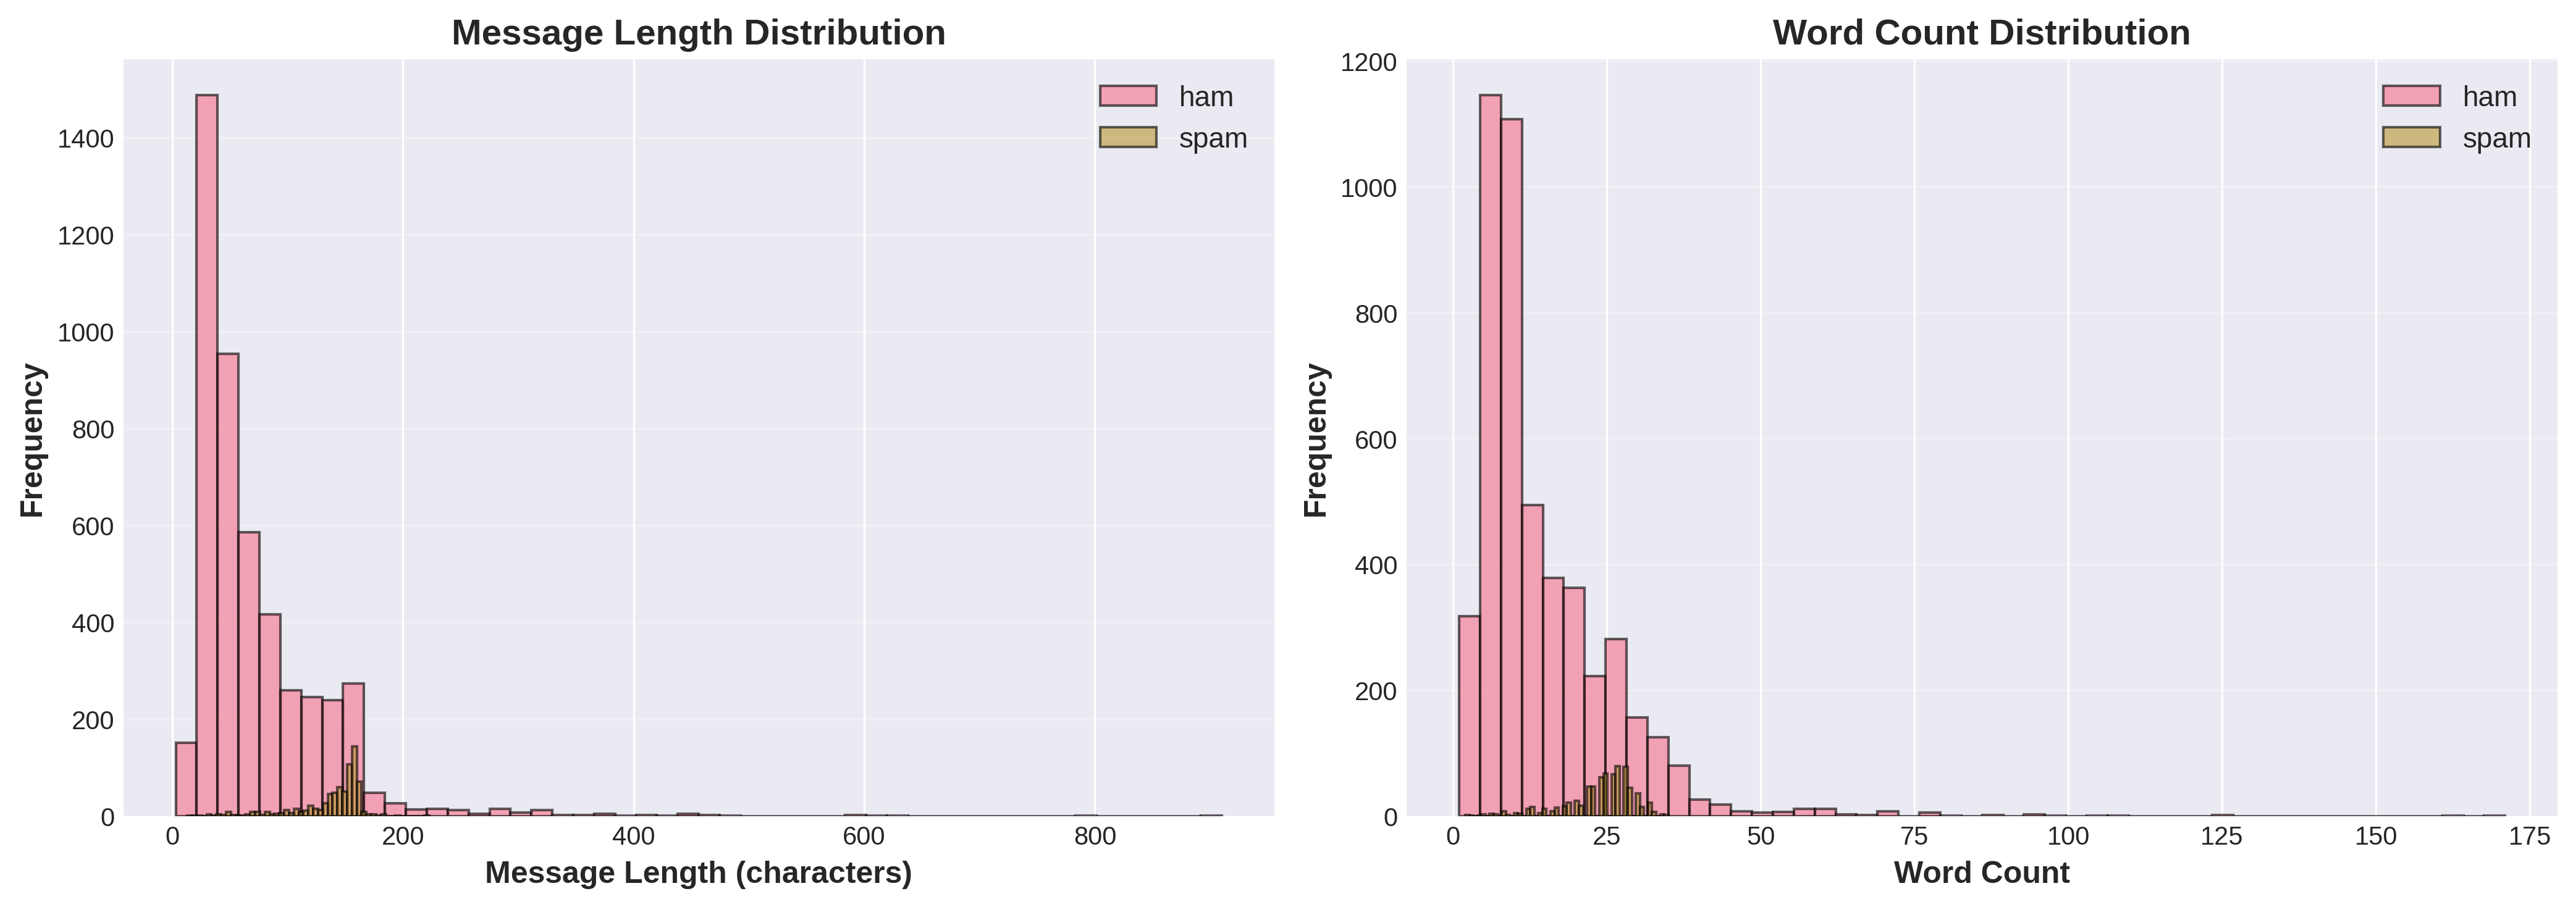 Message Length Distribution
ham
spam
1400
1200
1000
800
600
400
200
0
Frequency
0 200 400 600 800
Message Length (characters)
Word Count Distribution
ham
spam
1200
1000
800
600
400
200
0
Frequency
0 25 50 75 100 125 150 175
Word Count